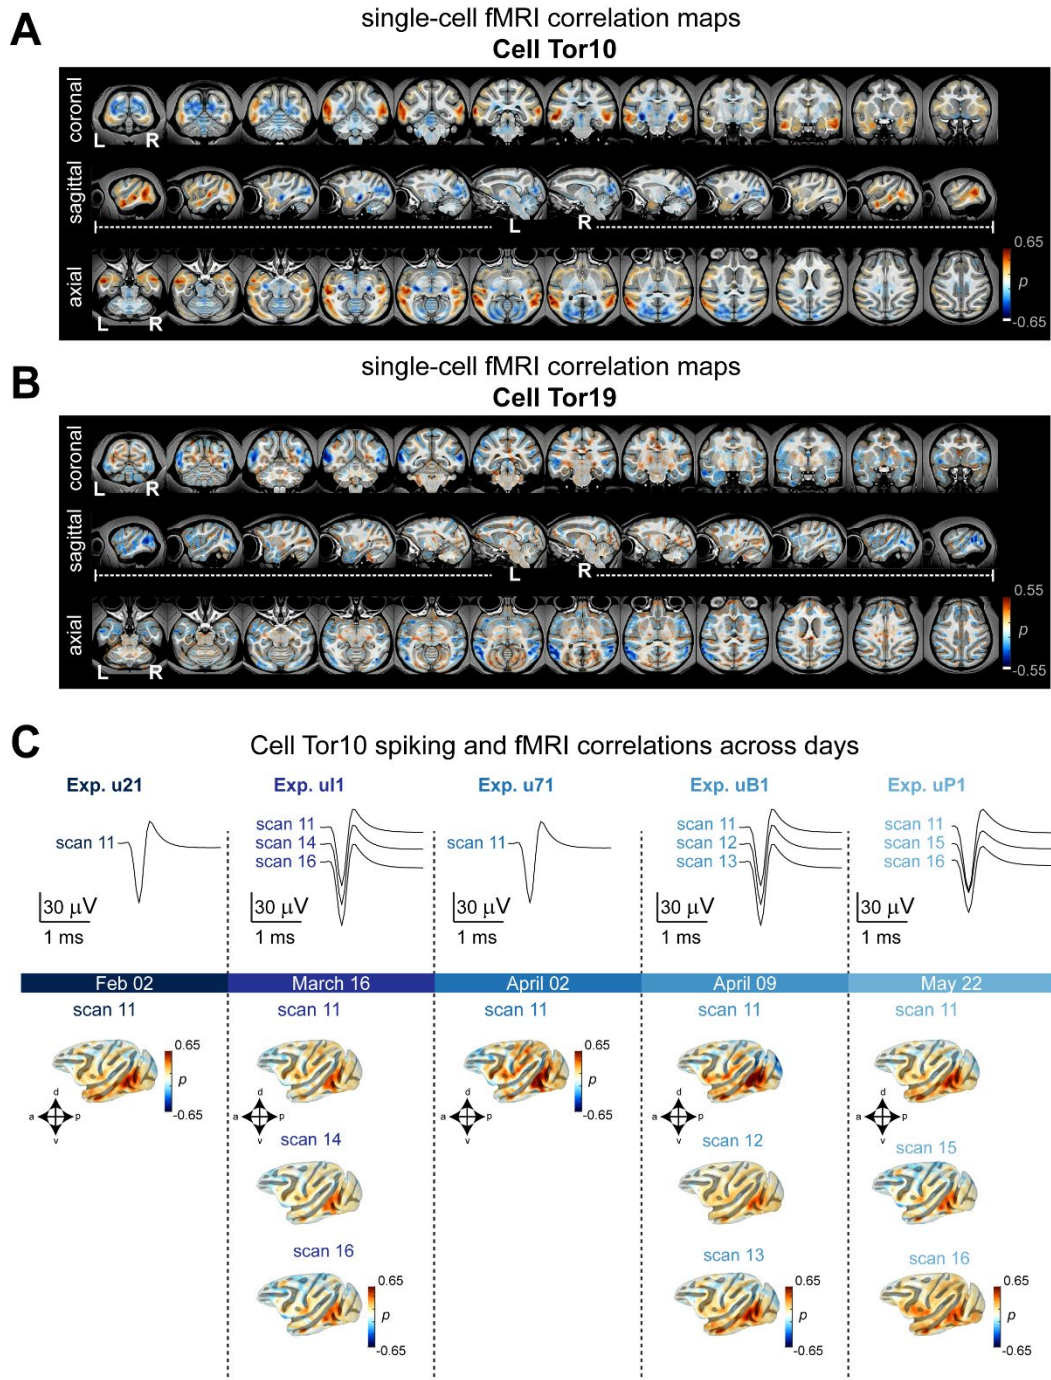 A
single-cell fMRI correlation maps
Cell Tor10
coronal
L R
sagittal
L R
axial
L R
0.65
p
-0.65
B
single-cell fMRI correlation maps
Cell Tor19
coronal
L R
sagittal
L R
axial
L R
0.55
p
-0.55
C
Cell Tor10 spiking and fMRI correlations across days
Exp. u21 Exp. uI1 Exp. u71 Exp. uB1 Exp. uP1
scan 11
30 µV
1 ms
scan 11
scan 14
scan 16
30 µV
1 ms
scan 11
30 µV
1 ms
scan 11
scan 12
scan 13
30 µV
1 ms
scan 11
scan 15
scan 16
30 µV
1 ms
Feb 02 March 16 April 02 April 09 May 22
scan 11 scan 11 scan 11 scan 11 scan 11
0.65
p
-0.65
0.65
p
-0.65
d
a p
v
d
a p
v
d
a p
v
d
a p
v
d
a p
v
scan 14 scan 12 scan 15
scan 16 scan 13 scan 16
0.65
p
-0.65
0.65
p
-0.65
0.65
p
-0.65